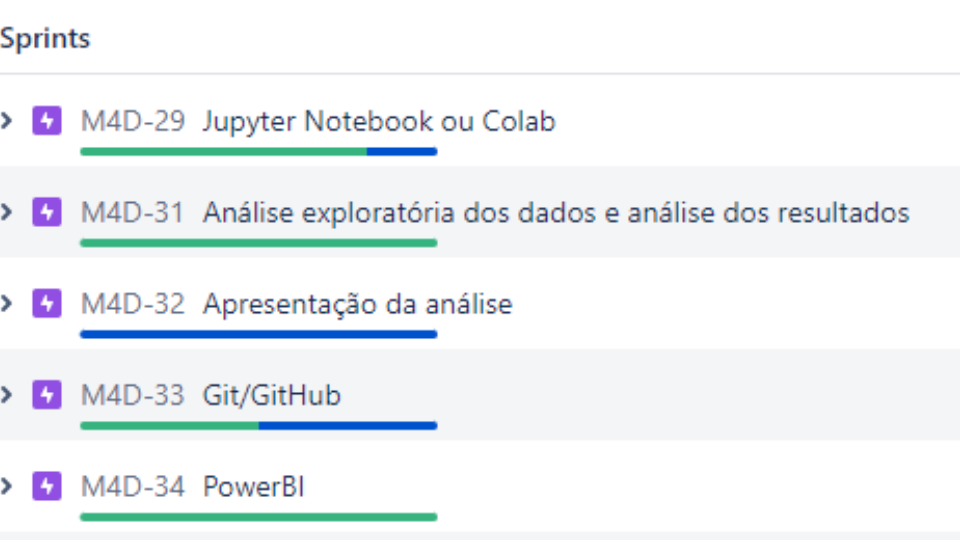 Sprints
M4D-29 Jupyter Notebook ou Colab
M4D-31 Análise exploratória dos dados e análise dos resultados
M4D-32 Apresentação da análise
M4D-33 Git/GitHub
M4D-34 PowerBI